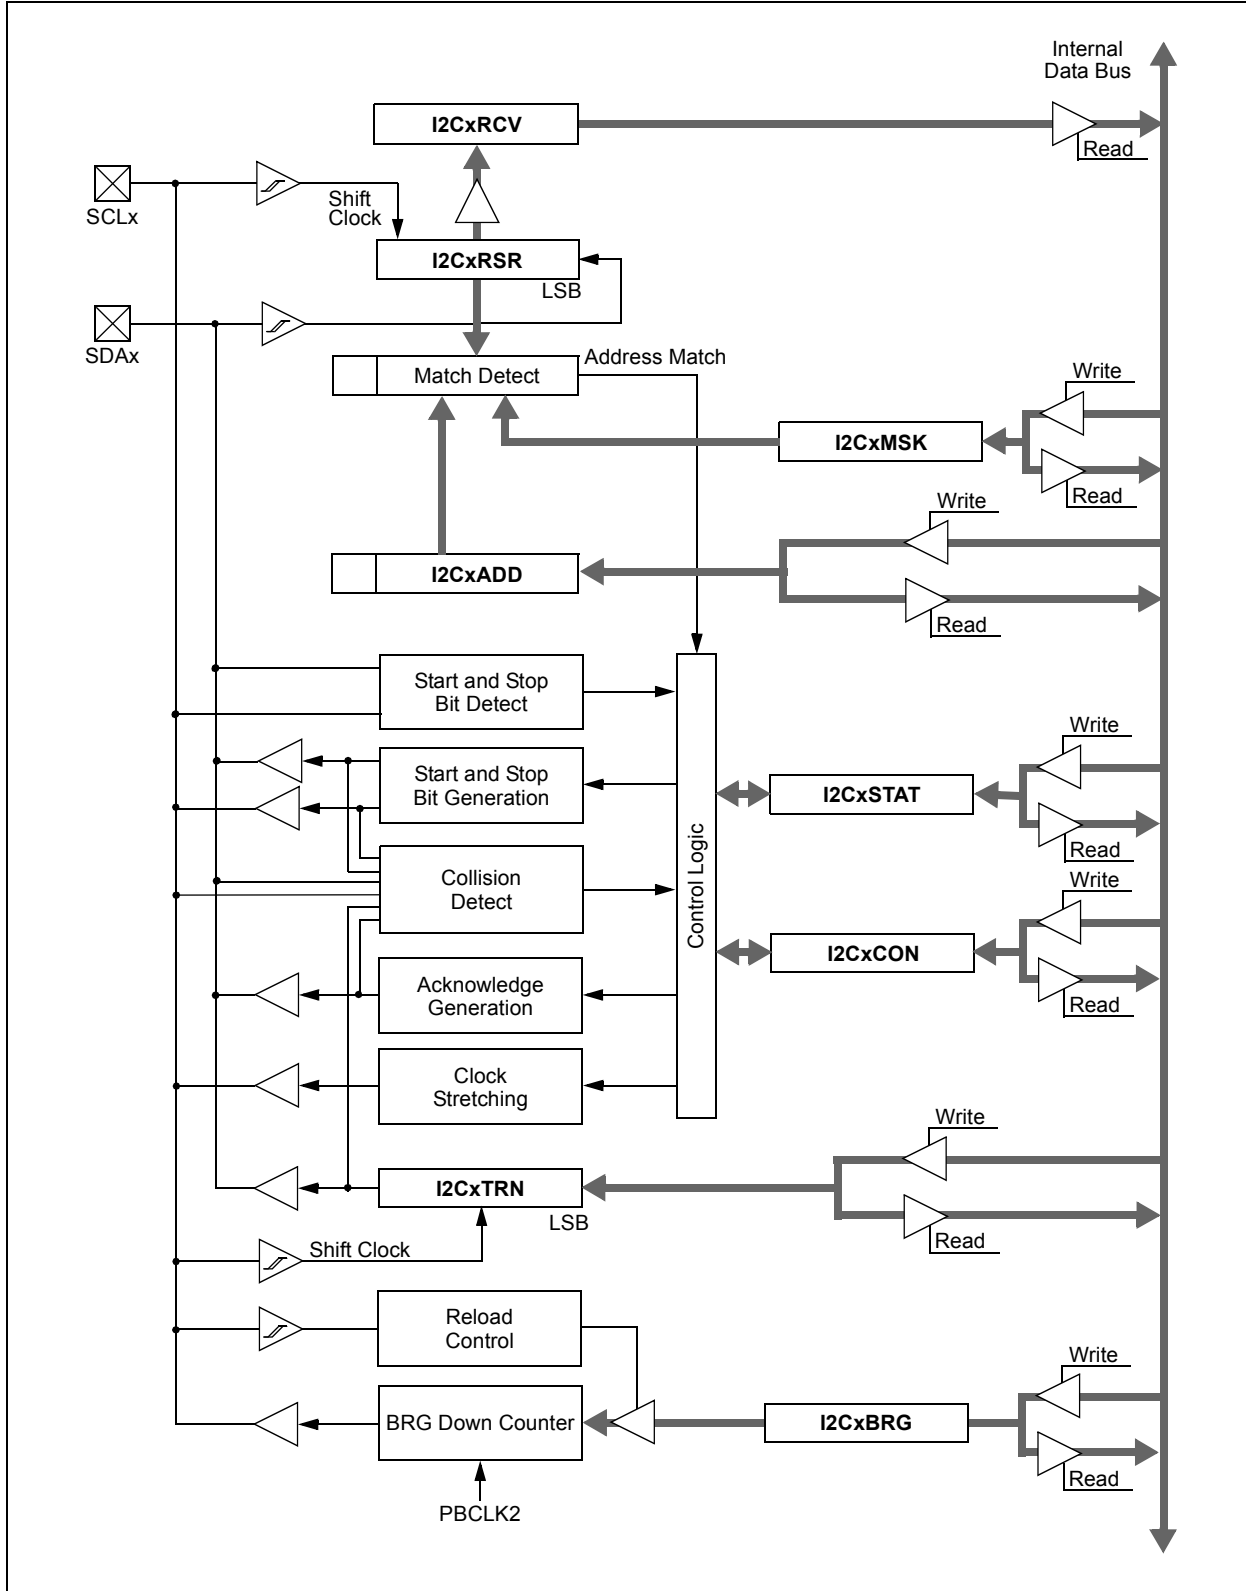 Internal
Data Bus
I2CxRCV
Read
SCLx
Shift
Clock
I2CxRSR
LSB
SDAx
Match Detect
Address Match
Write
I2CxMSK
Read
Write
I2CxADD
Read
Start and Stop
Bit Detect
Control Logic
Write
Start and Stop
Bit Generation
I2CxSTAT
Read
Collision
Detect
Write
I2CxCON
Read
Acknowledge
Generation
Clock
Stretching
Write
I2CxTRN
LSB
Read
Shift Clock
Reload
Control
Write
BRG Down Counter
I2CxBRG
Read
PBCLK2